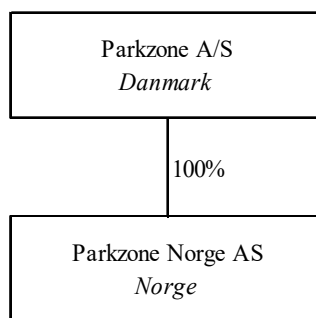 Parkzone A/S
Danmark
100%
Parkzone Norge AS
Norge